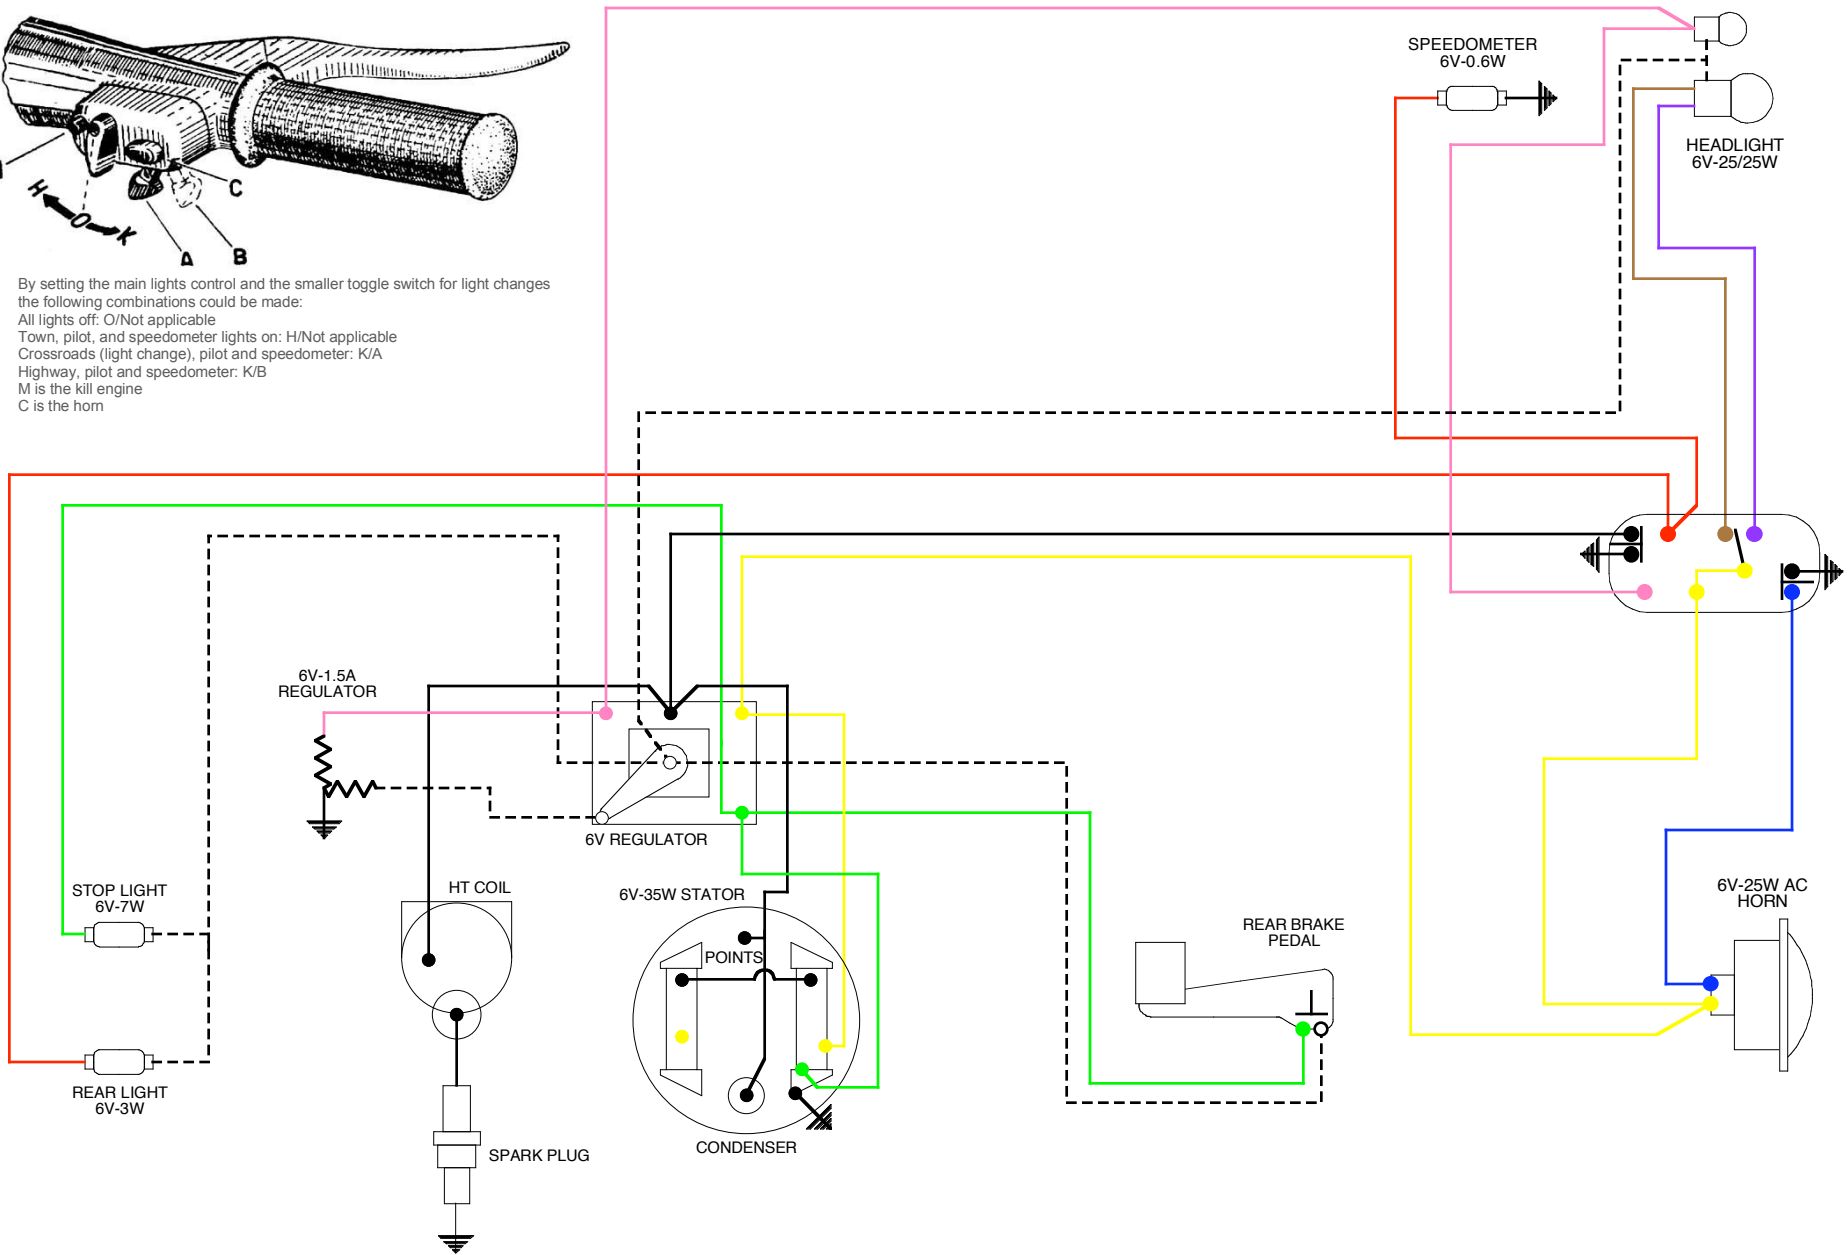 SPEEDOMETER
6V-0.6W
HEADLIGHT
6V-25/25W
H
O
K
A
B
C
By setting the main lights control and the smaller toggle switch for light changes
the following combinations could be made:
All lights off: O/Not applicable
Town, pilot, and speedometer lights on: H/Not applicable
Crossroads (light change), pilot and speedometer: K/A
Highway, pilot and speedometer: K/B
M is the kill engine
C is the horn
6V-1.5A
REGULATOR
6V REGULATOR
STOP LIGHT
6V-7W
HT COIL
6V-35W STATOR
POINTS
REAR BRAKE
PEDAL
6V-25W AC
HORN
REAR LIGHT
6V-3W
CONDENSER
SPARK PLUG